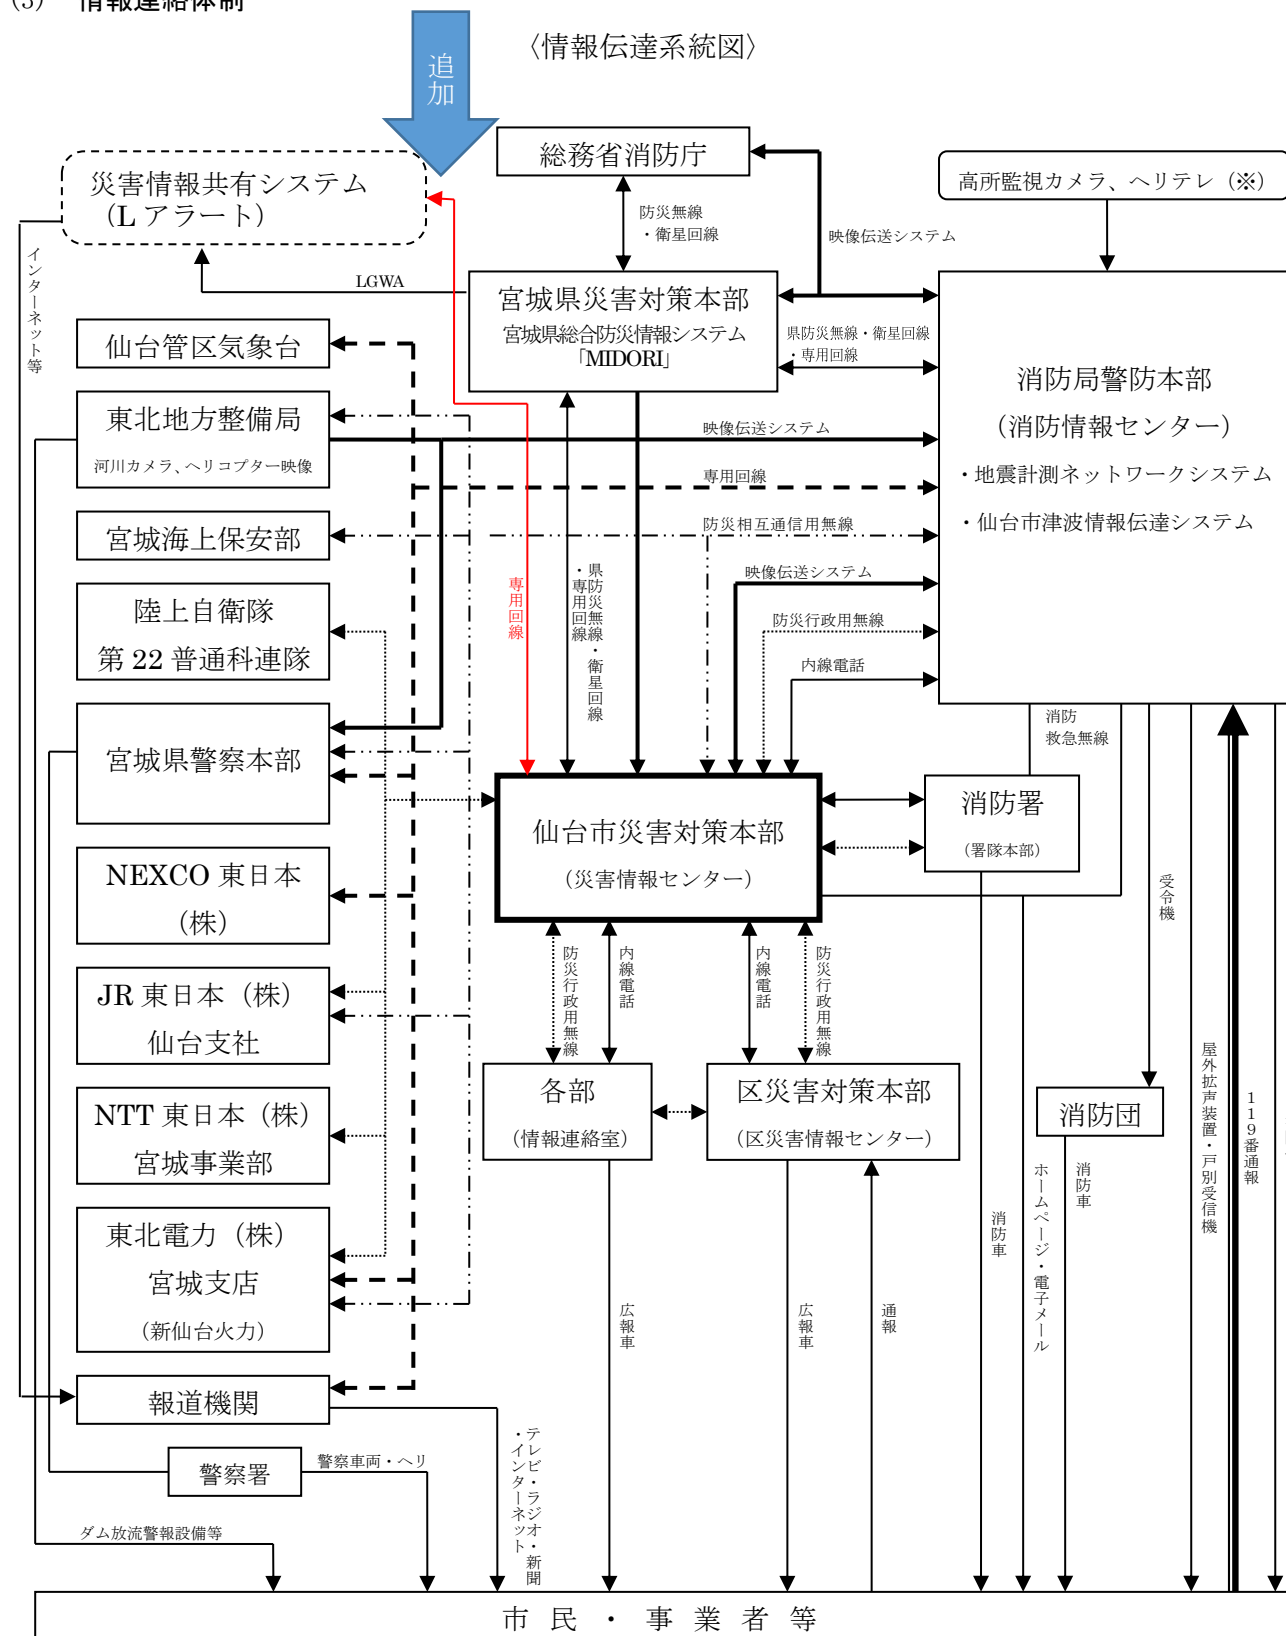 (3) 情報連絡体制
〈情報伝達系統図〉
追加
総務省消防庁
災害情報共有システム
（L アラート）
高所監視カメラ、ヘリテレ（※）
防災無線
・衛星回線
映像伝送システム
インターネット等
LGWA
宮城県災害対策本部
宮城県総合防災情報システム
「MIDORI」
県防災無線・衛星回線
・専用回線
仙台管区気象台
消防局警防本部
（消防情報センター）
・地震計測ネットワークシステム
・仙台市津波情報伝達システム
東北地方整備局
河川カメラ、ヘリコプター映像
映像伝送システム
専用回線
宮城海上保安部
防災相互通信用無線
映像伝送システム
専用回線
県防災無線・衛星回線
・専用回線
陸上自衛隊
第 22 普通科連隊
防災行政用無線
内線電話
消防
救急無線
宮城県警察本部
仙台市災害対策本部
（災害情報センター）
消防署
（署隊本部）
NEXCO 東日本
（株）
受令機
防災行政用無線
内線電話
内線電話
防災行政用無線
JR 東日本（株）
仙台支社
各部
（情報連絡室）
区災害対策本部
（区災害情報センター）
消防団
屋外拡声装置・戸別受信機
119番通報
NTT 東日本（株）
宮城事業部
消防車
ホームページ・電子メール
消防車
東北電力（株）
宮城支店
（新仙台火力）
広報車
広報車
通報
報道機関
テレビ・ラジオ・新聞
・インターネット
警察署
警察車両・ヘリ
ダム放流警報設備等
市 民 ・ 事 業 者 等